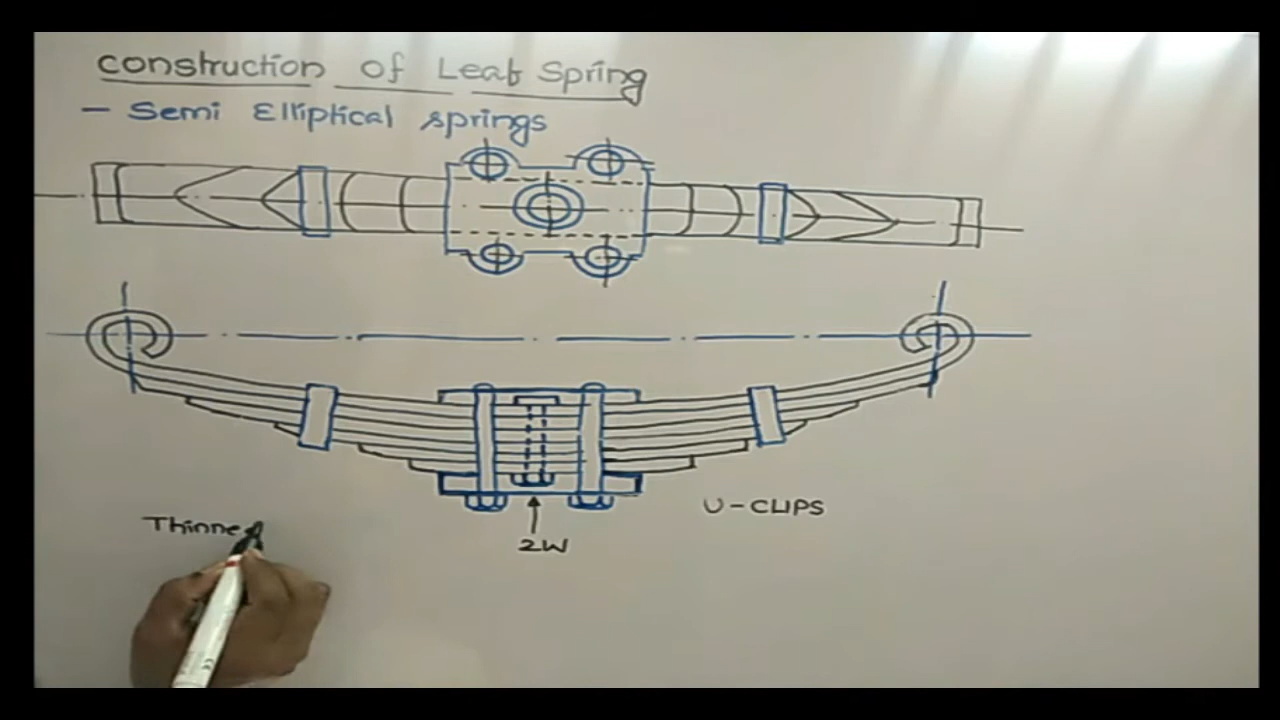 construction of Leaf Spring
- Semi Elliptical springs
U-CLIPS
Thinne
2W